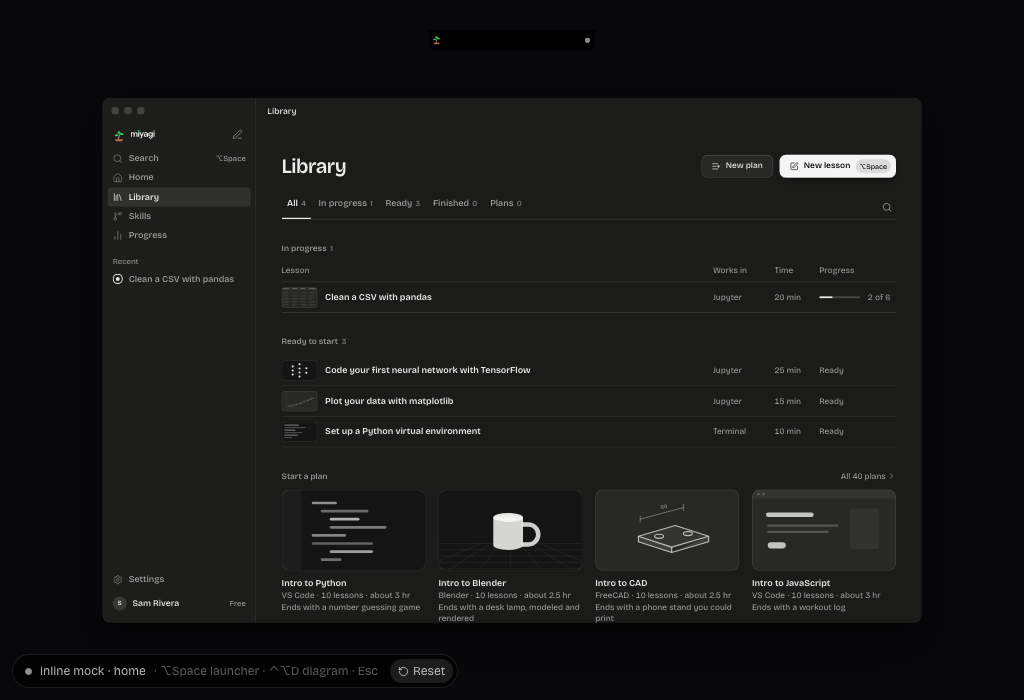 miyagi
Search ⌥Space
Home
Library
Skills
Progress
Recent
Clean a CSV with pandas
Settings
S Sam Rivera Free
Library
Library
New plan
New lesson ⌥Space
All 4 In progress 1 Ready 3 Finished 0 Plans 0
In progress 1
Lesson Works in Time Progress
Clean a CSV with pandas Jupyter 20 min 2 of 6
Ready to start 3
Code your first neural network with TensorFlow Jupyter 25 min Ready
Plot your data with matplotlib Jupyter 15 min Ready
Set up a Python virtual environment Terminal 10 min Ready
Start a plan All 40 plans
Intro to Python
VS Code · 10 lessons · about 3 hr
Ends with a number guessing game
Intro to Blender
Blender · 10 lessons · about 2.5 hr
Ends with a desk lamp, modeled and
rendered
60
Intro to CAD
FreeCAD · 10 lessons · about 2.5 hr
Ends with a phone stand you could
print
Intro to JavaScript
VS Code · 10 lessons · about 3 hr
Ends with a workout log
inline mock · home · ⌥Space launcher · ^⌥D diagram · Esc Reset